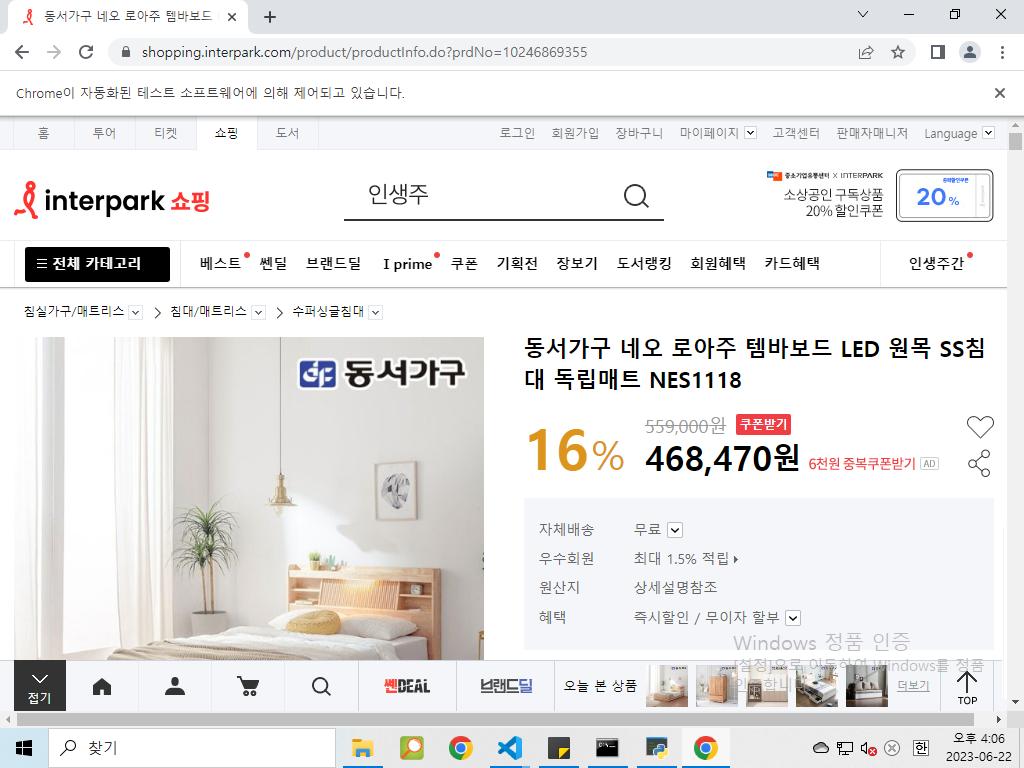 동서가구 네오 로아주 템바보드
shopping.interpark.com/product/productInfo.do?prdNo=10246869355
Chrome이 자동화된 테스트 소프트웨어에 의해 제어되고 있습니다.
홈 투어 티켓 쇼핑 도서 로그인 회원가입 장바구니 마이페이지 고객센터 판매자매니저 Language
interpark 쇼핑
인생주
중소기업유통센터 X INTERPARK
소상공인 구독상품
20% 할인쿠폰
20%
전체 카테고리 베스트 쎈딜 브랜드딜 I prime 쿠폰 기획전 장보기 도서랭킹 회원혜택 카드혜택 인생주간
침실가구/매트리스 침대/매트리스 수퍼싱글침대
동서가구
동서가구 네오 로아주 템바보드 LED 원목 SS침
대 독립매트 NES1118
16% 559,000원 쿠폰받기
468,470원 6천원 중복쿠폰받기 AD
자체배송 무료
우수회원 최대 1.5% 적립
원산지 상세설명참조
혜택 즉시할인 / 무이자 할부
Windows 정품 인증
[설정]으로 이동하여 Windows를 정품
접기 쎈DEAL 브랜드딜 오늘 본 상품 더보기 TOP
찾기
한
오후 4:06
2023-06-22